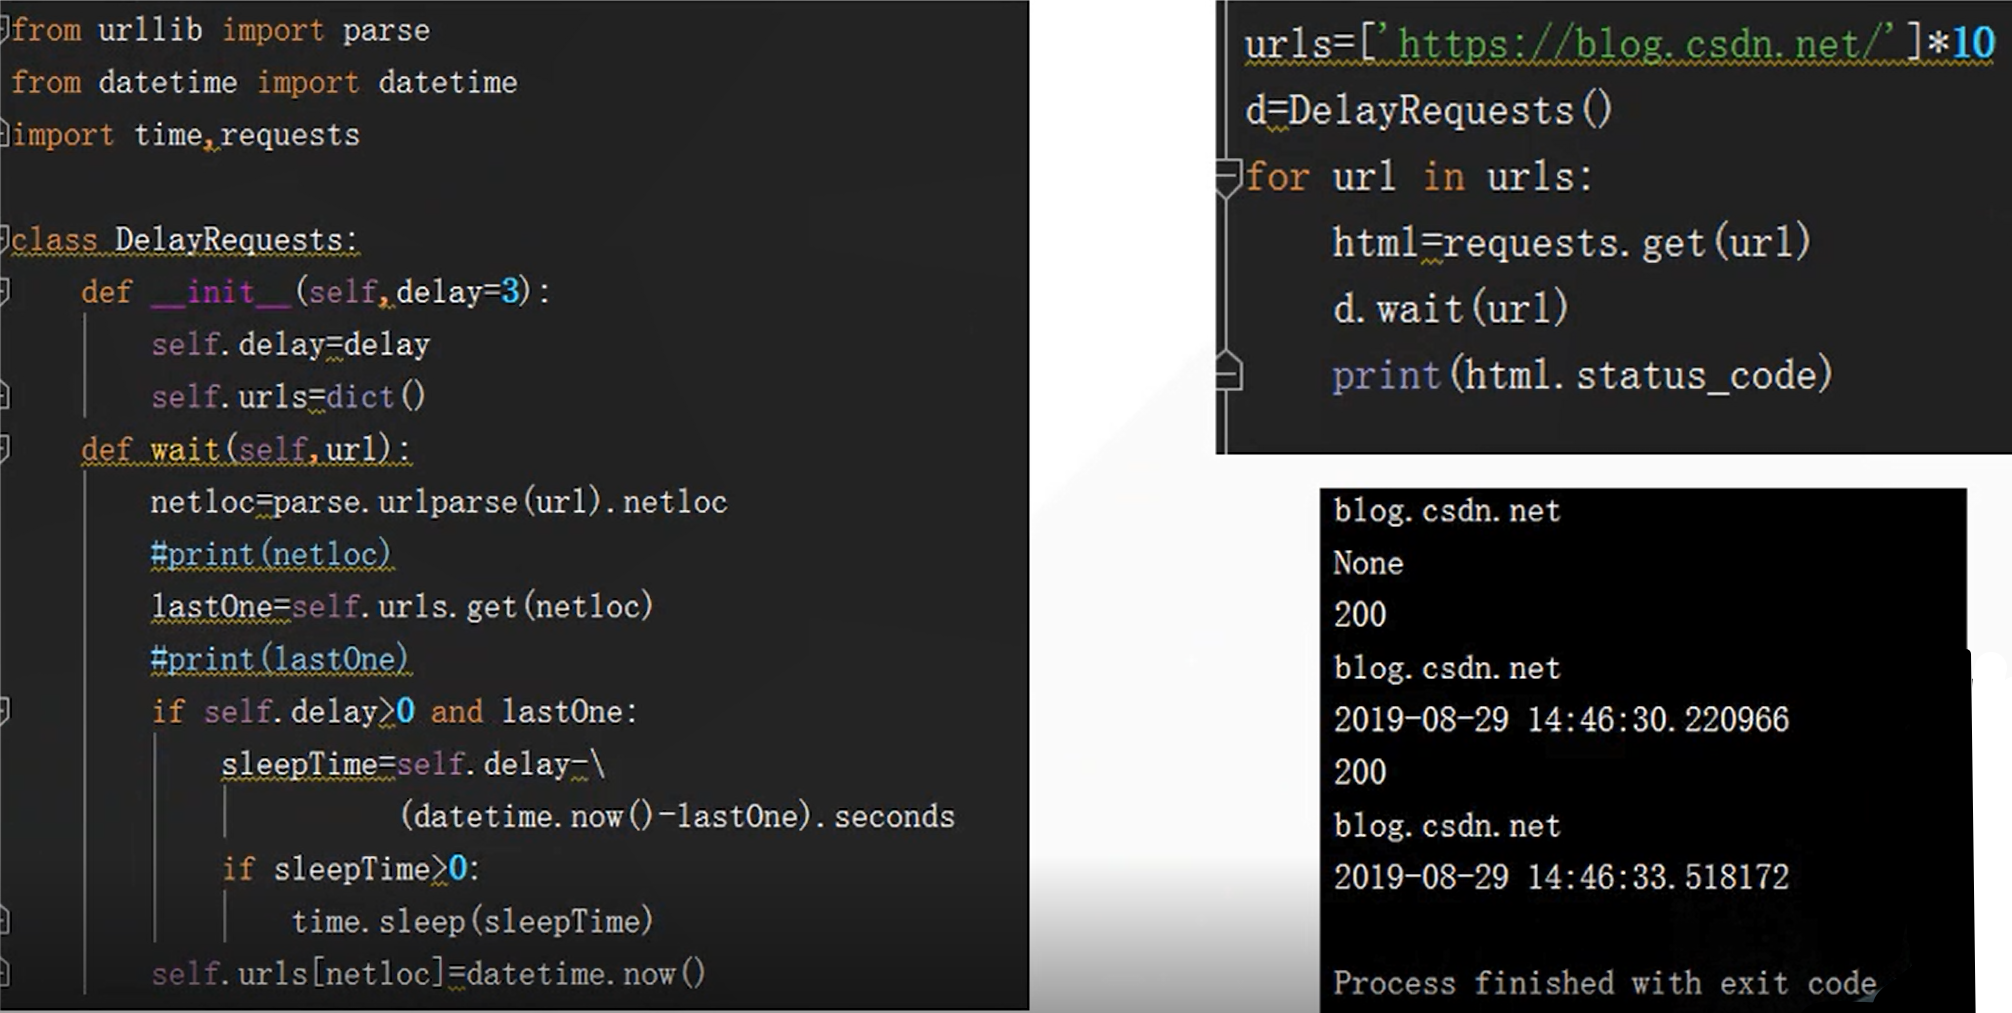 from urllib import parse
from datetime import datetime
import time,requests
class DelayRequests:
def __init__(self,delay=3):
self.delay=delay
self.urls=dict()
def wait(self,url):
netloc=parse.urlparse(url).netloc
#print(netloc)
lastOne=self.urls.get(netloc)
#print(lastOne)
if self.delay>0 and lastOne:
sleepTime=self.delay-\
(datetime.now()-lastOne).seconds
if sleepTime>0:
time.sleep(sleepTime)
self.urls[netloc]=datetime.now()
urls=['https://blog.csdn.net/']*10
d=DelayRequests()
for url in urls:
html=requests.get(url)
d.wait(url)
print(html.status_code)
blog.csdn.net
None
200
blog.csdn.net
2019-08-29 14:46:30.220966
200
blog.csdn.net
2019-08-29 14:46:33.518172
Process finished with exit code